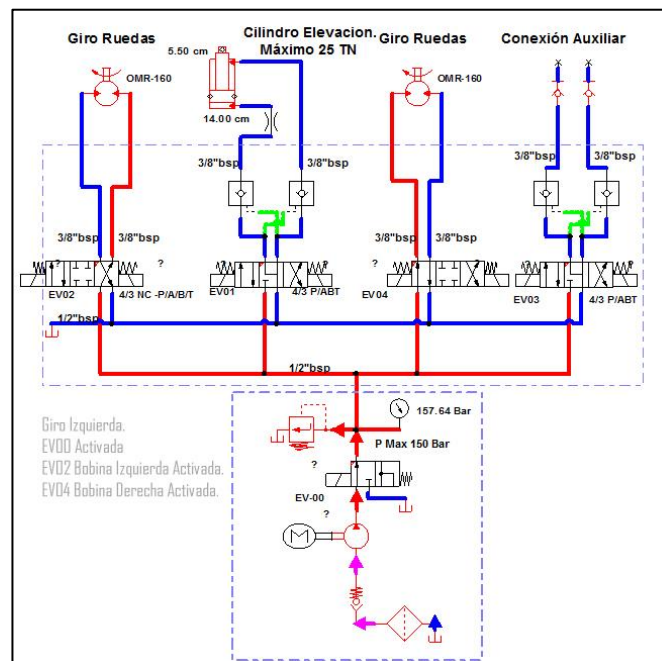 Giro Ruedas
Cilindro Elevacion.
Máximo 25 TN
Giro Ruedas
Conexión Auxiliar
5.50 cm
OMR-160
OMR-160
14.00 cm
3/8"bsp
3/8"bsp
3/8"bsp
3/8"bsp
3/8"bsp
3/8"bsp
3/8"bsp
3/8"bsp
?
?
?
?
?
?
?
?
EV02
4/3 NC -P/A/B/T
EV01
4/3 P/ABT
EV04
EV03
4/3 P/ABT
1/2"bsp
1/2"bsp
157.64 Bar
P Max 150 Bar
Giro Izquierda.
EV00 Activada
EV02 Bobina Izquierda Activada.
EV04 Bobina Derecha Activada.
?
EV-00
?
M